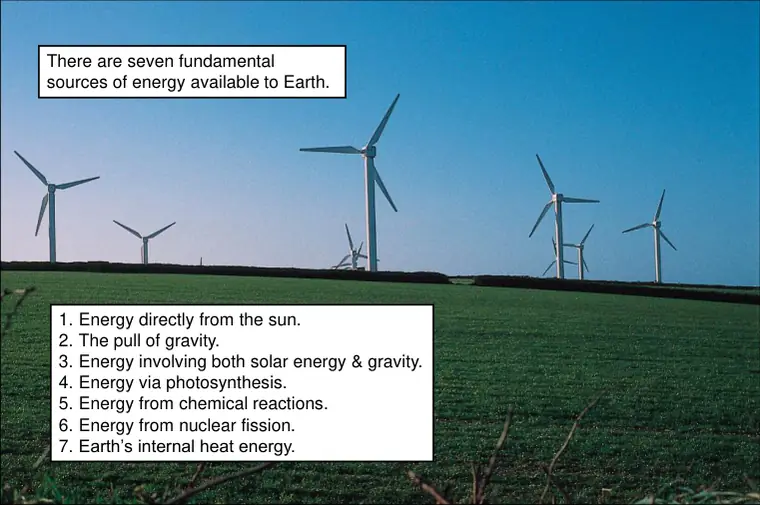 There are seven fundamental
sources of energy available to Earth.
1. Energy directly from the sun.
2. The pull of gravity.
3. Energy involving both solar energy & gravity.
4. Energy via photosynthesis.
5. Energy from chemical reactions.
6. Energy from nuclear fission.
7. Earth's internal heat energy.